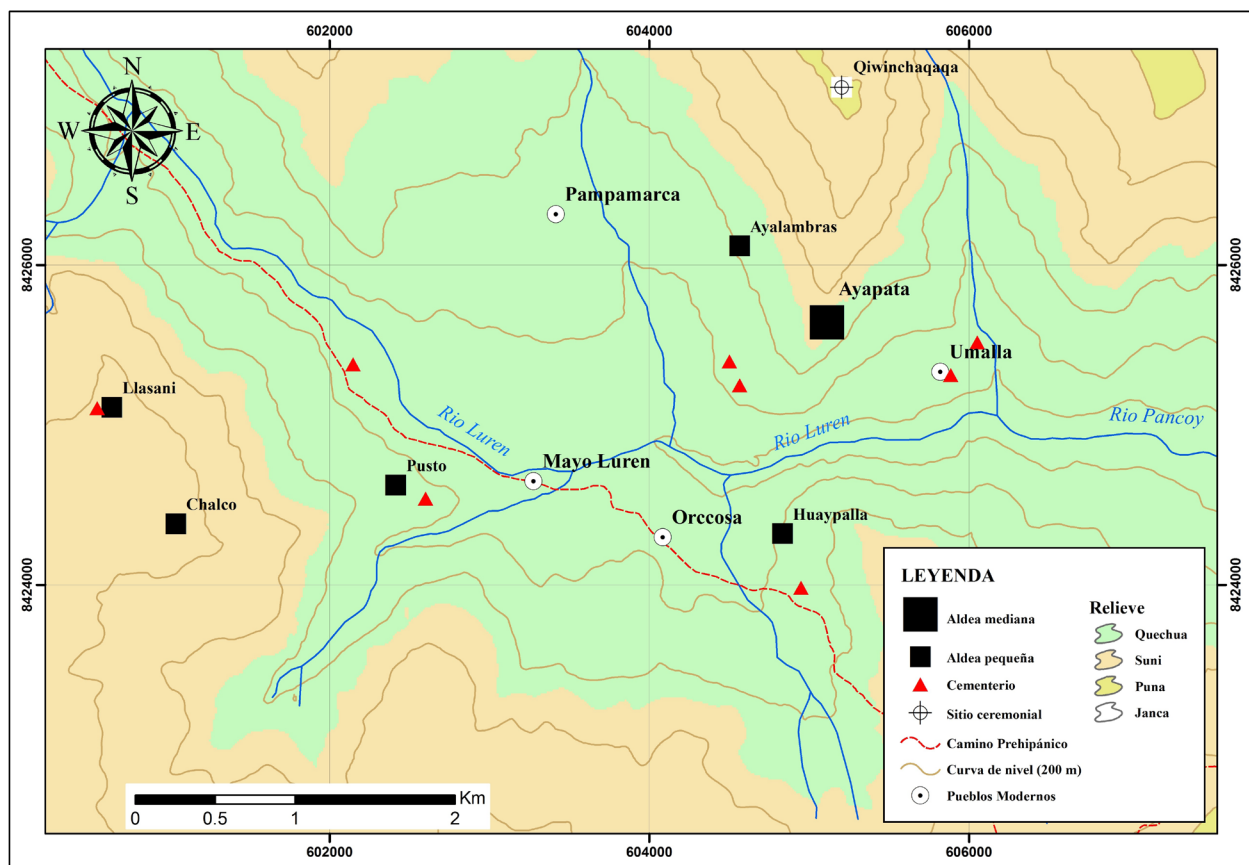 602000
604000
606000
N
W
E
S
Qiwinchaqaqa
Pampamarca
Ayalambras
8426000
8426000
Ayapata
Umalla
Llasani
Rio Luren
Rio Luren
Rio Pancoy
Pusto
Mayo Luren
Chalco
Orccosa
Huaypalla
8424000
8424000
LEYENDA
Aldea mediana
Aldea pequeña
Cementerio
Sitio ceremonial
Camino Prehipánico
Curva de nivel (200 m)
Pueblos Modernos
Relieve
Quechua
Suni
Puna
Janca
Km
0
0.5
1
2
602000
604000
606000